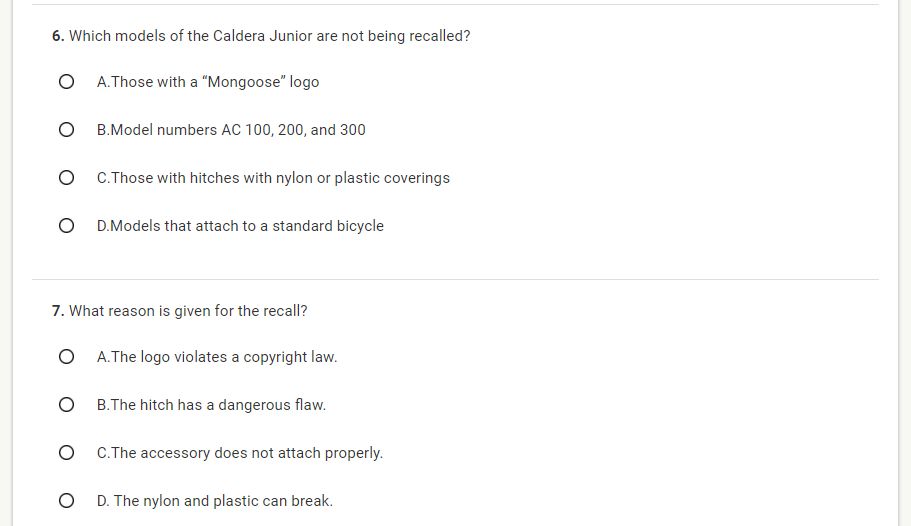 6. Which models of the Caldera Junior are not being recalled?
A.Those with a “Mongoose” logo
B.Model numbers AC 100, 200, and 300
C.Those with hitches with nylon or plastic coverings
D.Models that attach to a standard bicycle
7. What reason is given for the recall?
A.The logo violates a copyright law.
B.The hitch has a dangerous flaw.
C.The accessory does not attach properly.
D. The nylon and plastic can break.